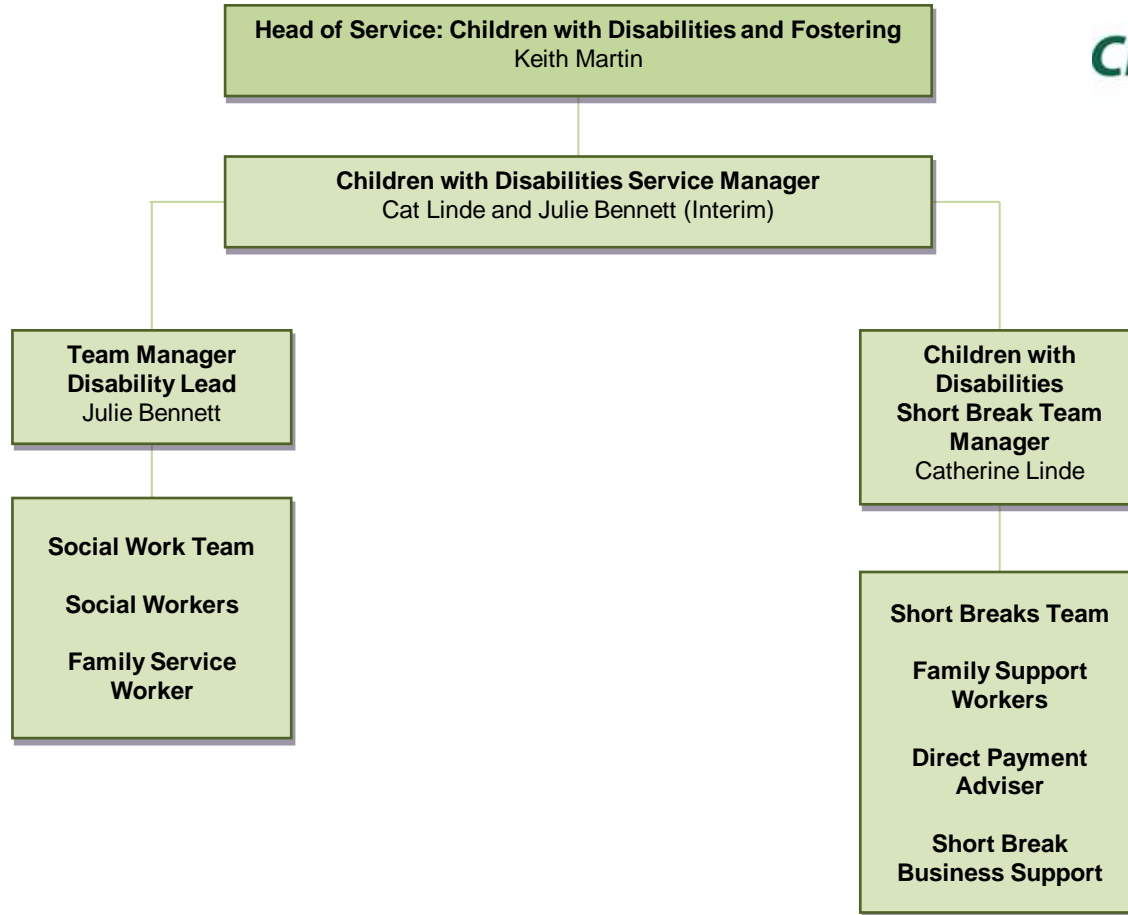 Head of Service: Children with Disabilities and Fostering
Keith Martin
Children with Disabilities Service Manager
Cat Linde and Julie Bennett (Interim)
Team Manager
Disability Lead
Julie Bennett
Social Work Team
Social Workers
Family Service
Worker
Children with
Disabilities
Short Break Team
Manager
Catherine Linde
Short Breaks Team
Family Support
Workers
Direct Payment
Adviser
Short Break
Business Support